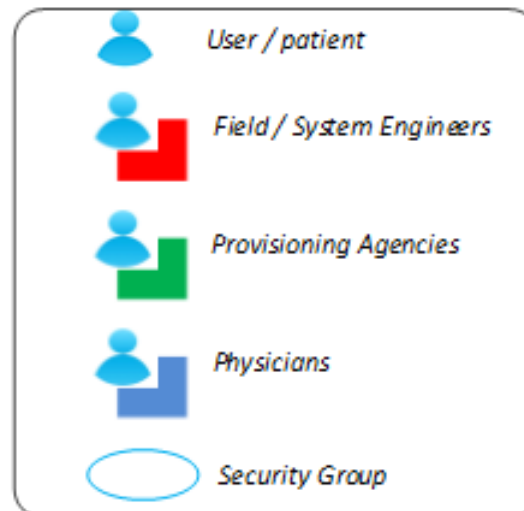 User / patient
Field / System Engineers
Provisioning Agencies
Physicians
Security Group